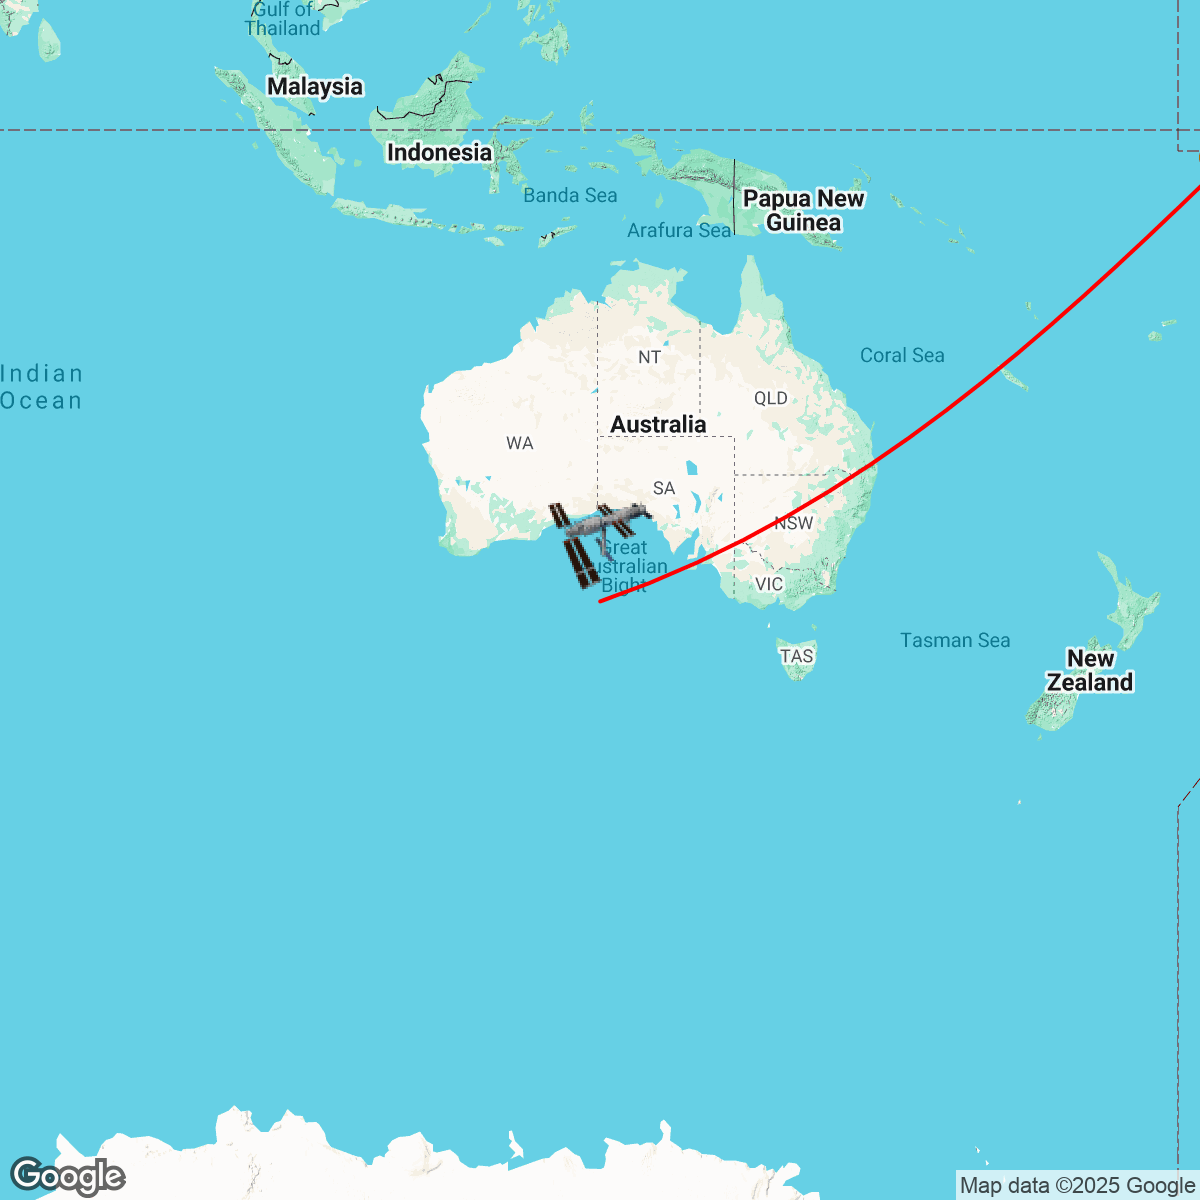 Gulf of
Thailand
Malaysia
Indonesia
Banda Sea
Papua New
Guinea
Arafura Sea
Indian
Ocean
NT
Coral Sea
QLD
Australia
WA
SA
NSW
Great
ustralian
Bight
VIC
Tasman Sea
TAS
New
Zealand
Google
Map data ©2025 Google